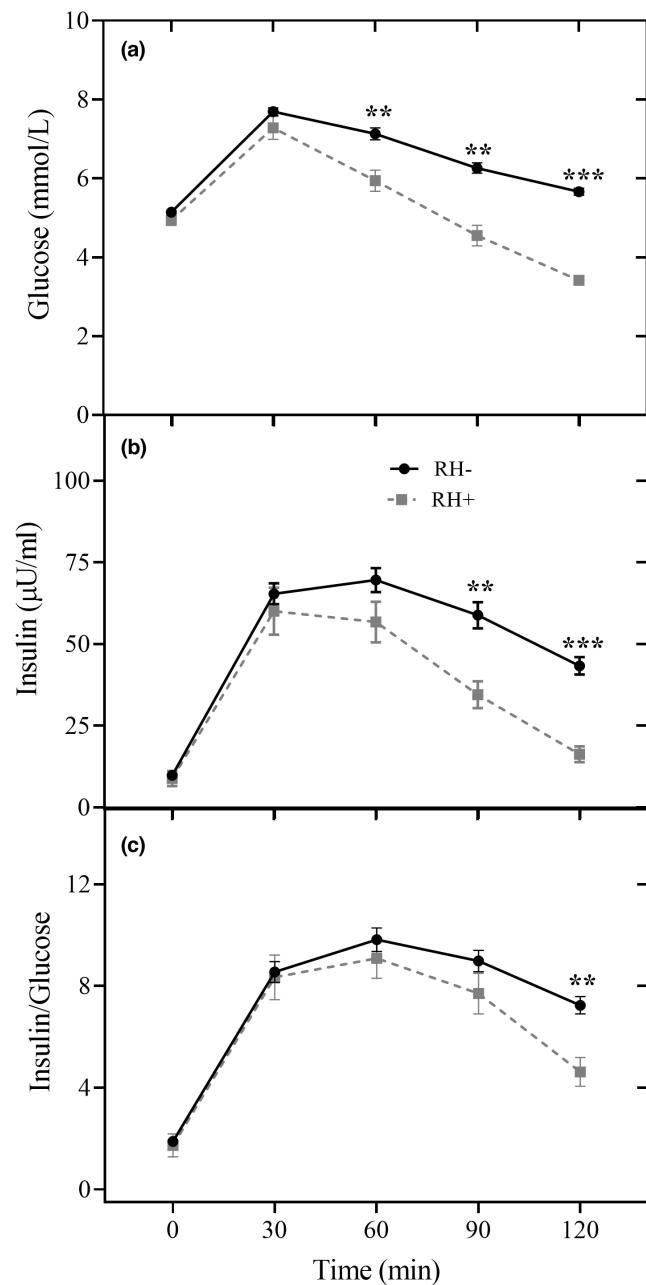 (a)
Glucose (mmol/L)
10
8
6
4
2
0
**
**
***
(b)
Insulin (µU/ml)
100
75
50
25
0
RH-
RH+
**
***
(c)
Insulin/Glucose
12
8
4
0
**
0 30 60 90 120
Time (min)